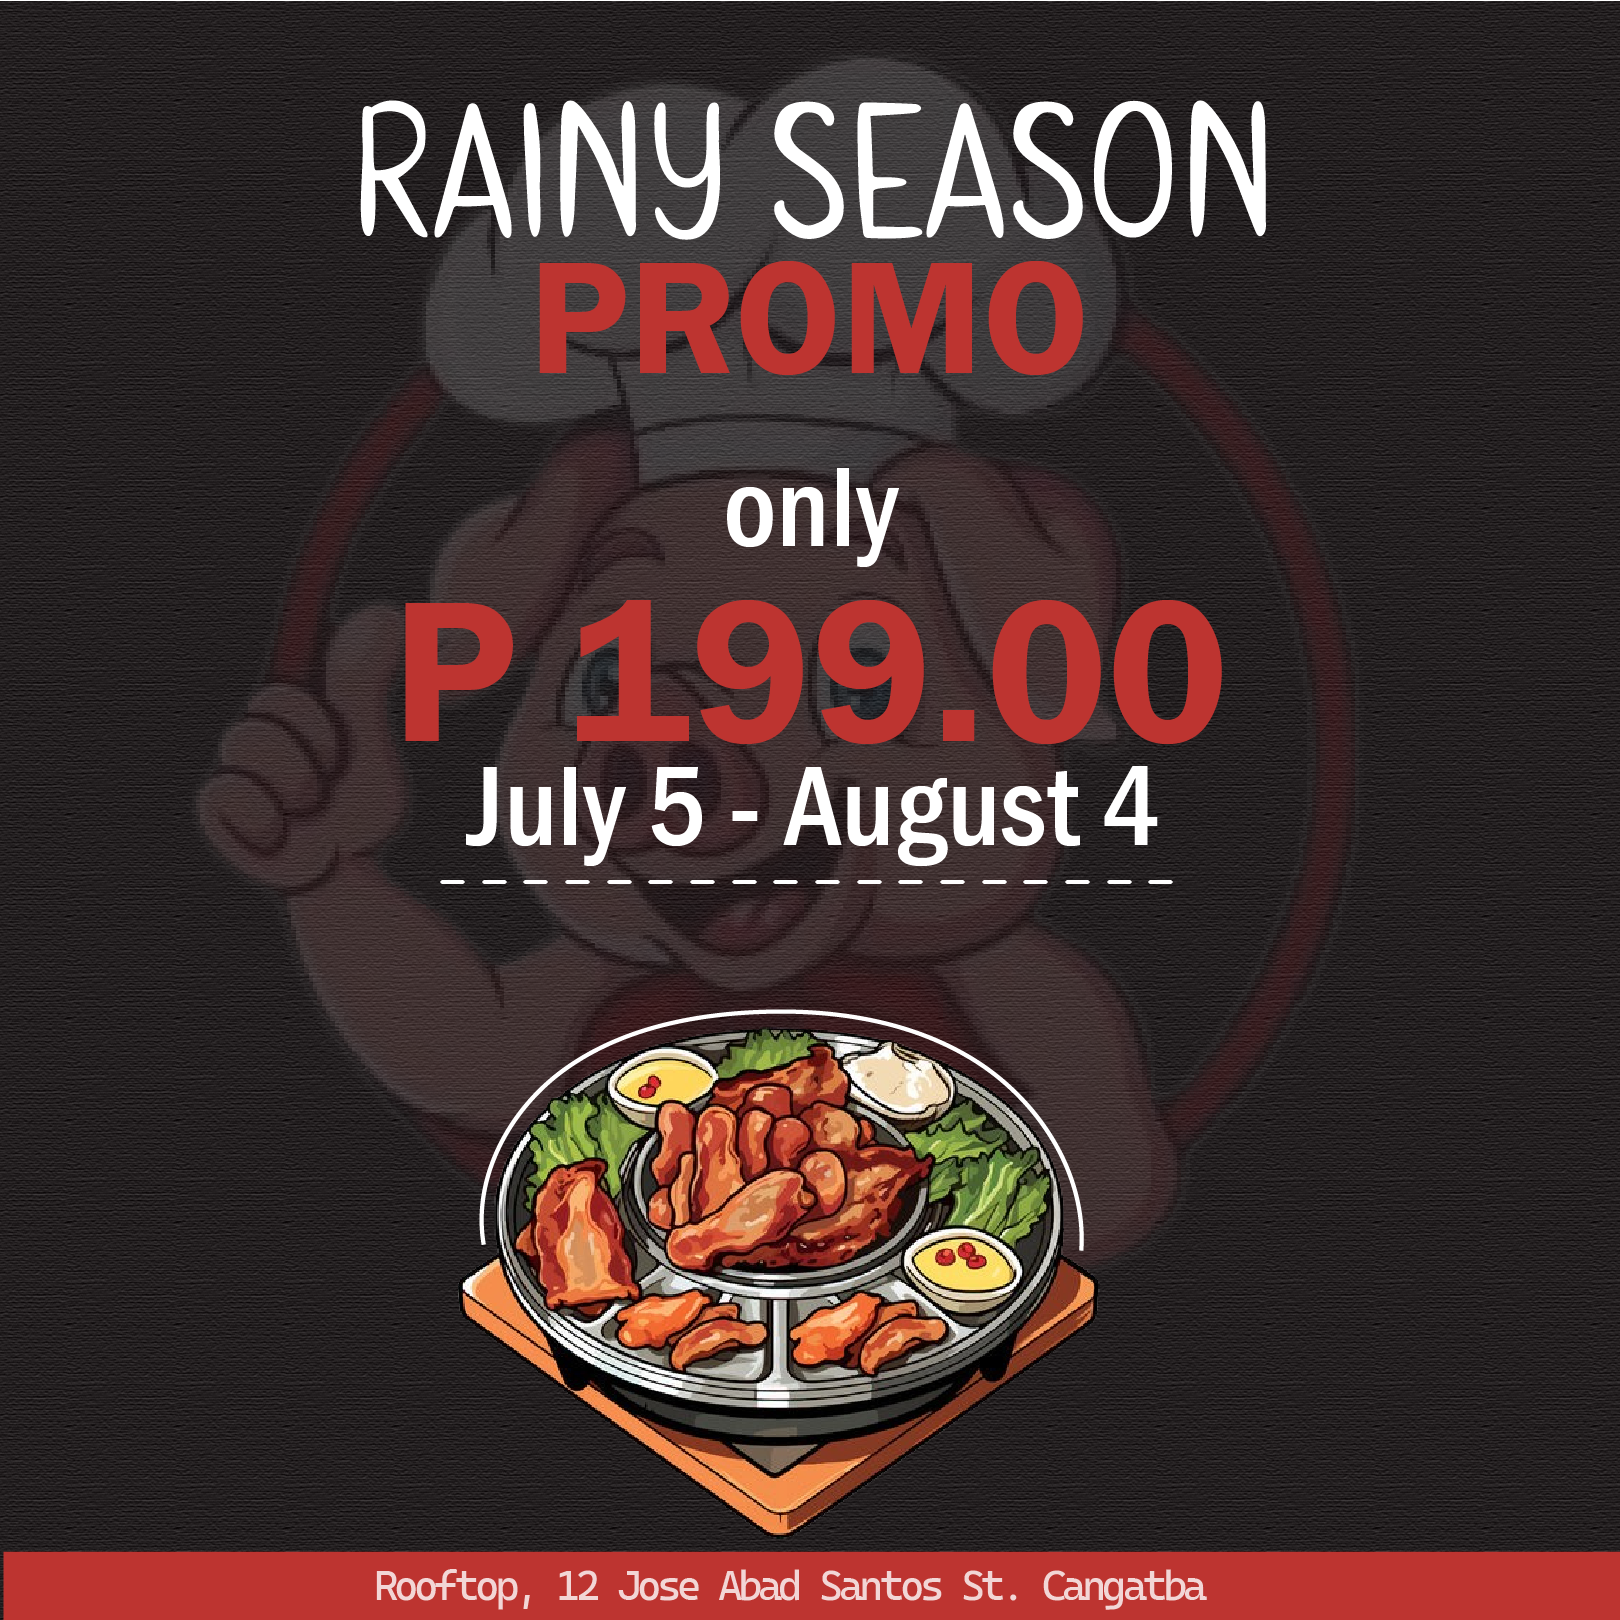 RAINY SEASON
PROMO
only
P 199.00
July 5 - August 4
Rooftop, 12 Jose Abad Santos St. Cangatba